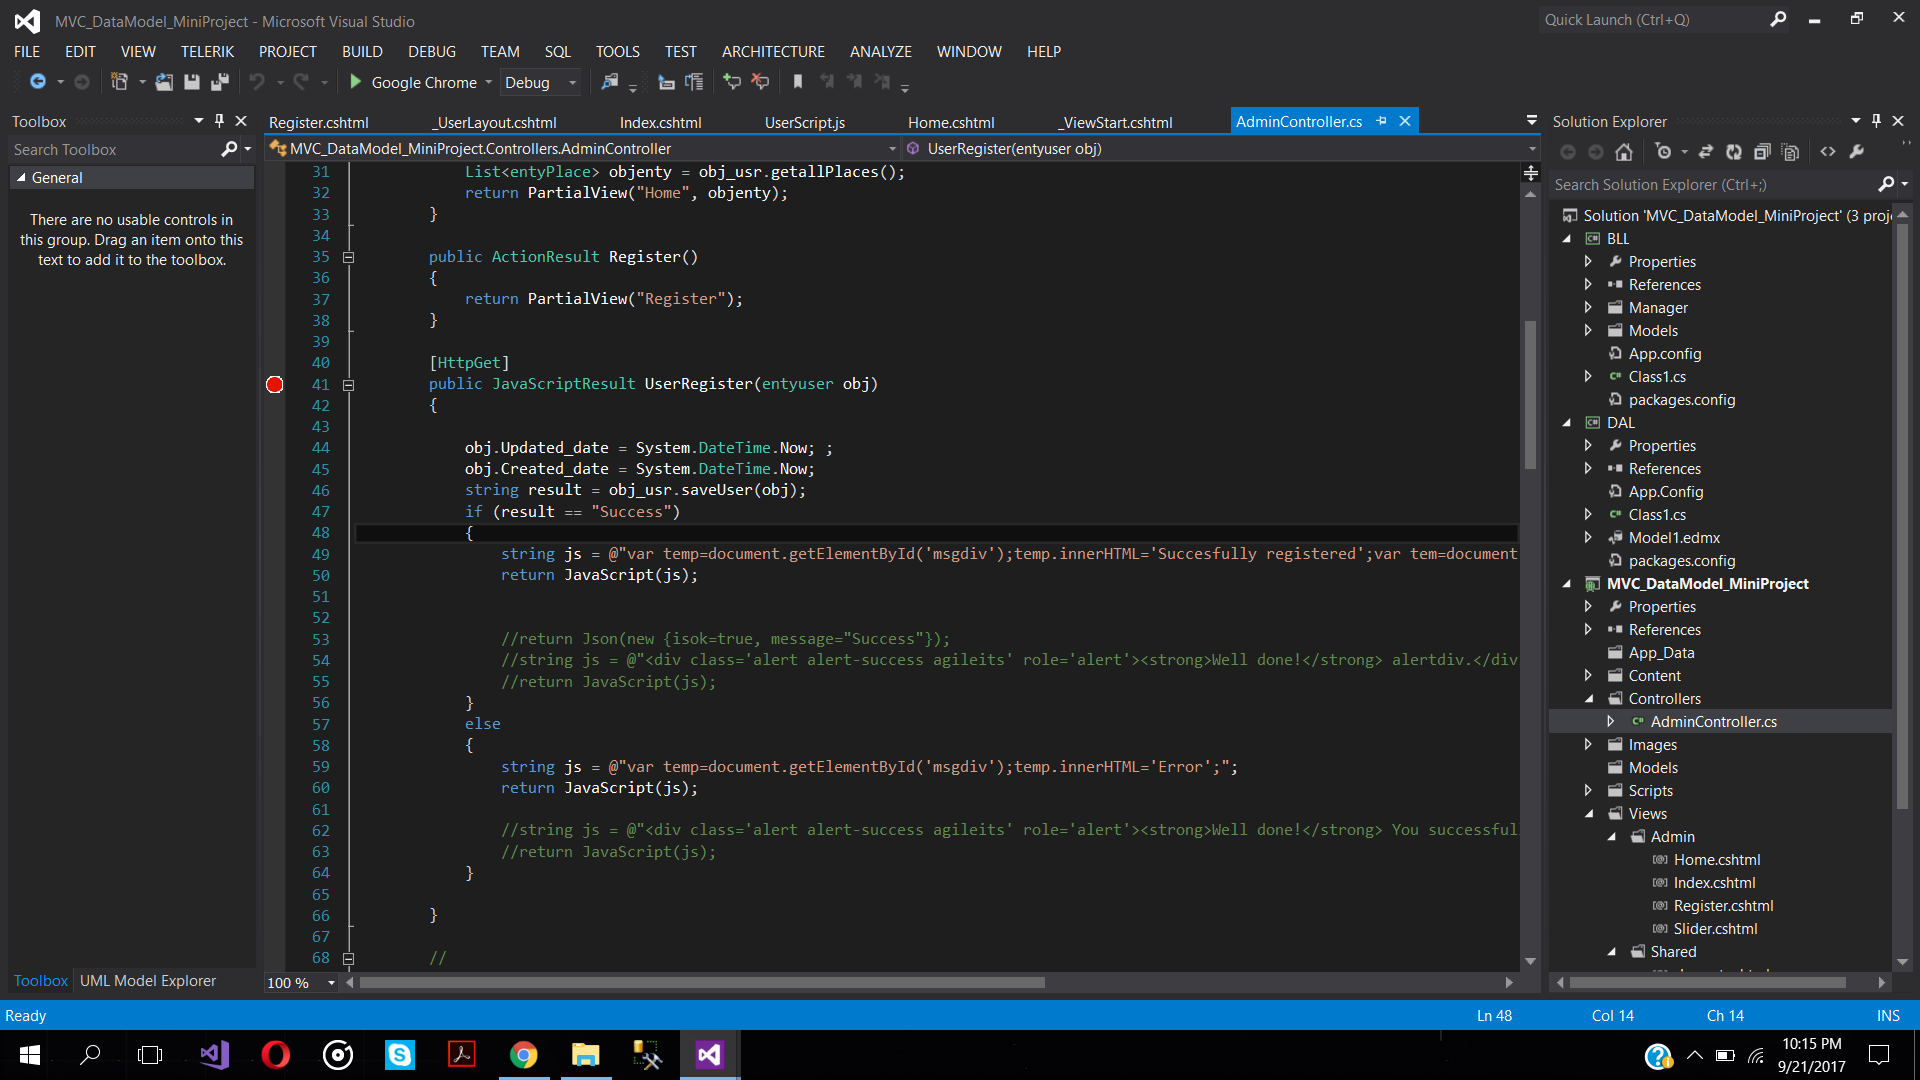 MVC_DataModel_MiniProject - Microsoft Visual Studio
Quick Launch (Ctrl+Q)
FILE EDIT VIEW TELERIK PROJECT BUILD DEBUG TEAM SQL TOOLS TEST ARCHITECTURE ANALYZE WINDOW HELP
Google Chrome Debug
Toolbox
Search Toolbox
General
There are no usable controls in
this group. Drag an item onto this
text to add it to the toolbox.
Toolbox UML Model Explorer
Register.cshtml _UserLayout.cshtml Index.cshtml UserScript.js Home.cshtml _ViewStart.cshtml AdminController.cs
MVC_DataModel_MiniProject.Controllers.AdminController UserRegister(entyuser obj)
31 List<entyPlace> objenty = obj_usr.getallPlaces();
32 return PartialView("Home", objenty);
33 }
34
35 public ActionResult Register()
36 {
37 return PartialView("Register");
38 }
39
40 [HttpGet]
41 public JavaScriptResult UserRegister(entyuser obj)
42 {
43
44 obj.Updated_date = System.DateTime.Now; ;
45 obj.Created_date = System.DateTime.Now;
46 string result = obj_usr.saveUser(obj);
47 if (result == "Success")
48 {
49 string js = @"var temp=document.getElementById('msgdiv');temp.innerHTML='Succesfully registered';var tem=document
50 return JavaScript(js);
51
52
53 //return Json(new {isok=true, message="Success"});
54 //string js = @"<div class='alert alert-success agileits' role='alert'><strong>Well done!</strong> alertdiv.</div
55 //return JavaScript(js);
56 }
57 else
58 {
59 string js = @"var temp=document.getElementById('msgdiv');temp.innerHTML='Error';";
60 return JavaScript(js);
61
62 //string js = @"<div class='alert alert-success agileits' role='alert'><strong>Well done!</strong> You successful
63 //return JavaScript(js);
64 }
65
66 }
67
68 //
100 %
Solution Explorer
Search Solution Explorer (Ctrl+;)
Solution 'MVC_DataModel_MiniProject' (3 proj
BLL
Properties
References
Manager
Models
App.config
Class1.cs
packages.config
DAL
Properties
References
App.Config
Class1.cs
Model1.edmx
packages.config
MVC_DataModel_MiniProject
Properties
References
App_Data
Content
Controllers
AdminController.cs
Images
Models
Scripts
Views
Admin
Home.cshtml
Index.cshtml
Register.cshtml
Slider.cshtml
Shared
Ready Ln 48 Col 14 Ch 14 INS
10:15 PM
9/21/2017